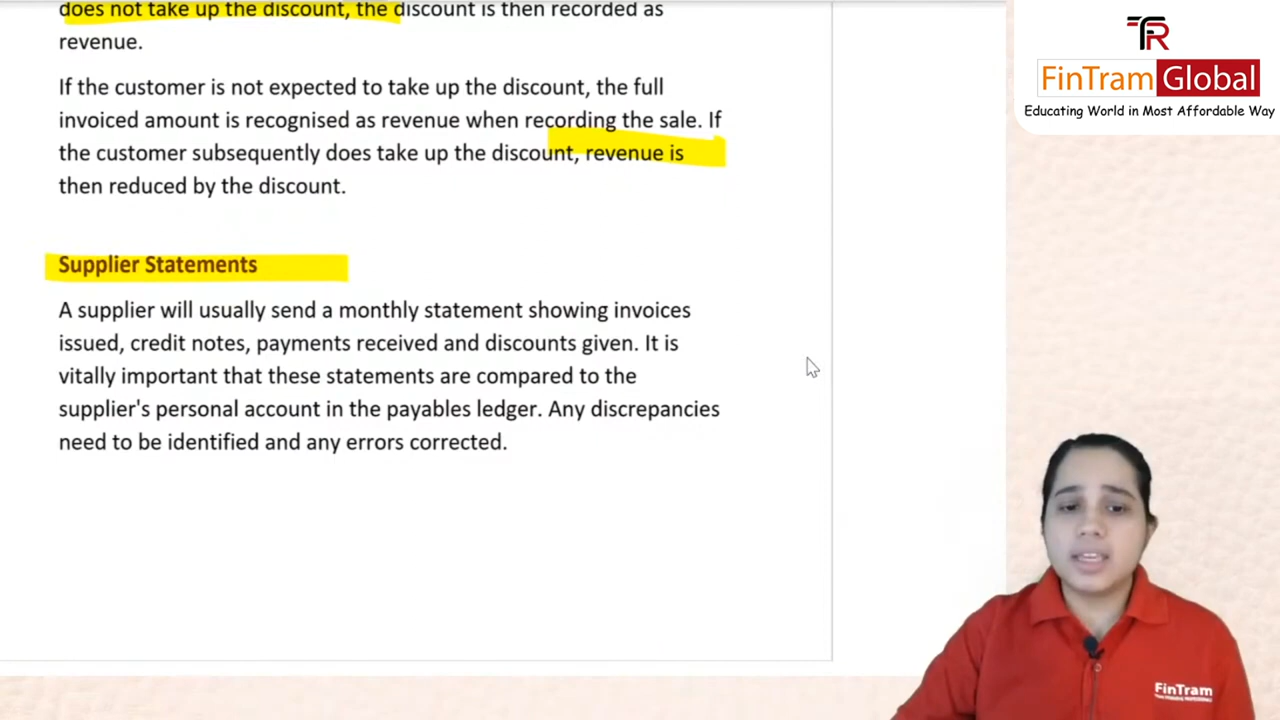 does not take up the discount, the discount is then recorded as
revenue.
If the customer is not expected to take up the discount, the full
invoiced amount is recognised as revenue when recording the sale. If
the customer subsequently does take up the discount, revenue is
then reduced by the discount.
Supplier Statements
A supplier will usually send a monthly statement showing invoices
issued, credit notes, payments received and discounts given. It is
vitally important that these statements are compared to the
supplier's personal account in the payables ledger. Any discrepancies
need to be identified and any errors corrected.
FinTram Global
Educating World in Most Affordable Way
FinTram